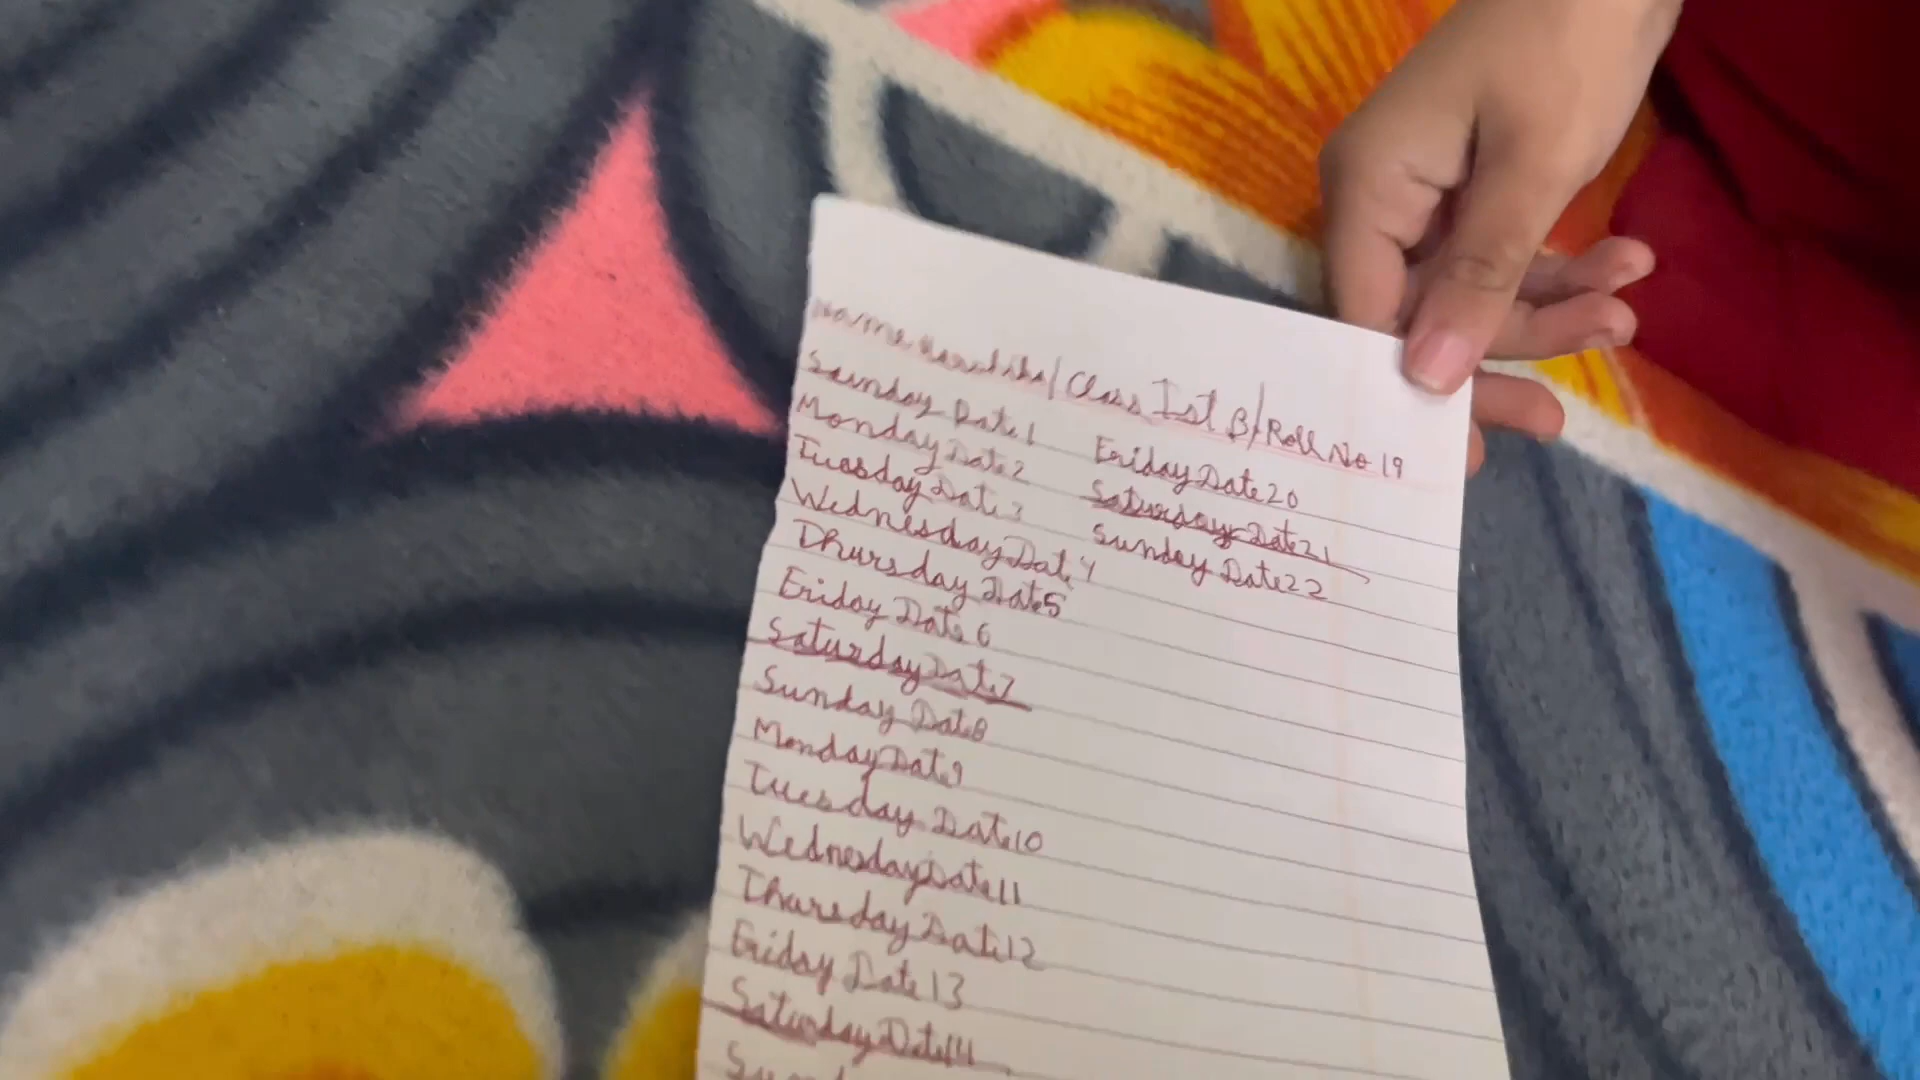 Name /Class Ist B/Roll No 19
Sunday Date 1
Monday Date 2
Tuesday Date 3
Wednesday Date 4
Thursday Date 5
Friday Date 6
Saturday Date 7
Sunday Date 8
Monday Date 9
Tuesday Date 10
Wednesday Date 11
Thursday Date 12
Friday Date 13
Saturday Date 14
Friday Date 20
Saturday Date 21
Sunday Date 22